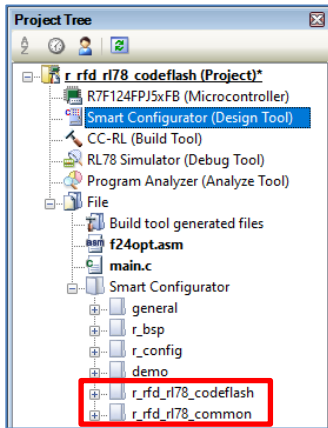 Project Tree
r_rfd_rl78_codeflash (Project)*
R7F124FPJ5xFB (Microcontroller)
Smart Configurator (Design Tool)
CC-RL (Build Tool)
RL78 Simulator (Debug Tool)
Program Analyzer (Analyze Tool)
File
Build tool generated files
f24opt.asm
main.c
Smart Configurator
general
r_bsp
r_config
demo
r_rfd_rl78_codeflash
r_rfd_rl78_common